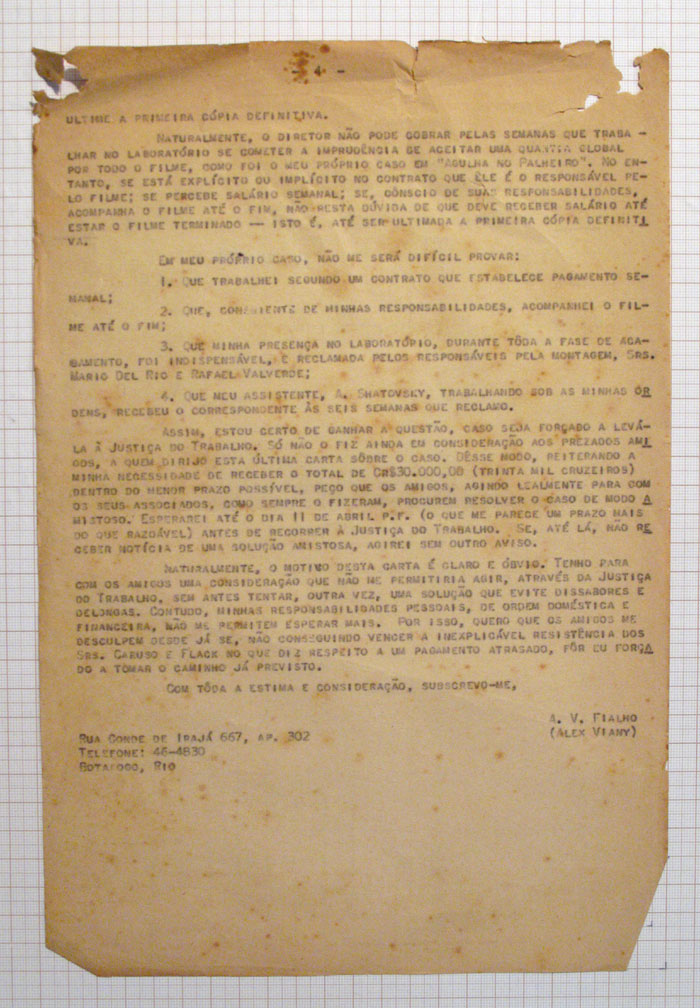 - 4 -
ULTIME A PRIMEIRA CÓPIA DEFINITIVA.
NATURALMENTE, O DIRETOR NÃO PODE COBRAR PELAS SEMANAS QUE TRABA-
LHAR NO LABORATÓRIO SE COMETER A IMPRUDÊNCIA DE ACEITAR UMA QUANTIA GLOBAL
POR TODO O FILME, COMO FOI O MEU PRÓPRIO CASO EM "AGULHA NO PALHEIRO". NO EN-
TANTO, SE ESTÁ EXPLÍCITO OU IMPLÍCITO NO CONTRATO QUE ÊLE É O RESPONSÁVEL PE-
LO FILME; SE PERCEBE SALÁRIO SEMANAL; SE, CÔNSCIO DE SUAS RESPONSABILIDADES,
ACOMPANHA O FILME ATÉ O FIM, NÃO RESTA DÚVIDA DE QUE DEVE RECEBER SALÁRIO ATÉ
ESTAR O FILME TERMINADO -- ISTO É, ATÉ SER ULTIMADA A PRIMEIRA CÓPIA DEFINITI
VA.
EM MEU PRÓPRIO CASO, NÃO ME SERÁ DIFÍCIL PROVAR:
1. QUE TRABALHEI SEGUNDO UM CONTRATO QUE ESTABELECE PAGAMENTO SE-
MANAL;
2. QUE, CONSCIENTE DE MINHAS RESPONSABILIDADES, ACOMPANHEI O FIL-
ME ATÉ O FIM;
3. QUE MINHA PRESENÇA NO LABORATÓRIO, DURANTE TÔDA A FASE DE ACA-
BAMENTO, FOI INDISPENSÁVEL, E RECLAMADA PELOS RESPONSÁVEIS PELA MONTAGEM, SRS.
MARIO DEL RIO E RAFAEL VALVERDE;
4. QUE MEU ASSISTENTE, A. SHATOVSKY, TRABALHANDO SOB AS MINHAS ÓR
DENS, RECEBEU O CORRESPONDENTE ÀS SEIS SEMANAS QUE RECLAMO.
ASSIM, ESTOU CERTO DE GANHAR A QUESTÃO, CASO SEJA FORÇADO A LEVÁ-
LA À JUSTIÇA DO TRABALHO. SÓ NÃO O FIZ AINDA EM CONSIDERAÇÃO AOS PREZADOS AMI
GOS, A QUEM DIRIJO ESTA ÚLTIMA CARTA SÔBRE O CASO. DÊSSE MODO, REITERANDO A
MINHA NECESSIDADE DE RECEBER O TOTAL DE CR$30.000,00 (TRINTA MIL CRUZEIROS)
DENTRO DO MENOR PRAZO POSSÍVEL, PEÇO QUE OS AMIGOS, AGINDO LEALMENTE PARA COM
OS SEUS ASSOCIADOS, COMO SEMPRE O FIZERAM, PROCUREM RESOLVER O CASO DE MODO A
MISTOSO. ESPERAREI ATÉ O DIA 11 DE ABRIL P.F. (O QUE ME PARECE UM PRAZO MAIS
DO QUE RAZOÁVEL) ANTES DE RECORRER À JUSTIÇA DO TRABALHO. SE, ATÉ LÁ, NÃO RE
CEBER NOTÍCIA DE UMA SOLUÇÃO AMISTOSA, AGIREI SEM OUTRO AVISO.
NATURALMENTE, O MOTIVO DESTA CARTA É CLARO E ÓBVIO. TENHO PARA
COM OS AMIGOS UMA CONSIDERAÇÃO QUE NÃO ME PERMITIRIA AGIR, ATRAVÉS DA JUSTIÇA
DO TRABALHO, SEM ANTES TENTAR, OUTRA VEZ, UMA SOLUÇÃO QUE EVITE DISSABORES E
DELONGAS. CONTUDO, MINHAS RESPONSABILIDADES PESSOAIS, DE ORDEM DOMÉSTICA E
FINANCEIRA, NÃO ME PERMITEM ESPERAR MAIS. POR ISSO, QUERO QUE OS AMIGOS ME
DESCULPEM DESDE JÁ SE, NÃO CONSEGUINDO VENCER A INEXPLICÁVEL RESISTÊNCIA DOS
SRS. CARUSO E FLACK NO QUE DIZ RESPEITO A UM PAGAMENTO ATRASADO, FÔR EU FORÇA
DO A TOMAR O CAMINHO JÁ PREVISTO.
COM TÔDA A ESTIMA E CONSIDERAÇÃO, SUBSCREVO-ME,
A. V. FIALHO
(ALEX VIANY)
RUA CONDE DE IRAJÁ 667, AP. 302
TELEFONE: 46-4830
BOTAFOGO, RIO